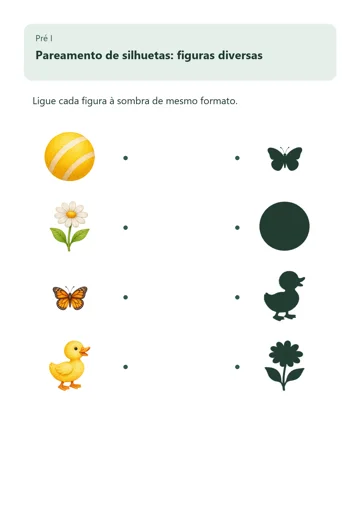 Pré I
Pareamento de silhuetas: figuras diversas
Ligue cada figura à sombra de mesmo formato.